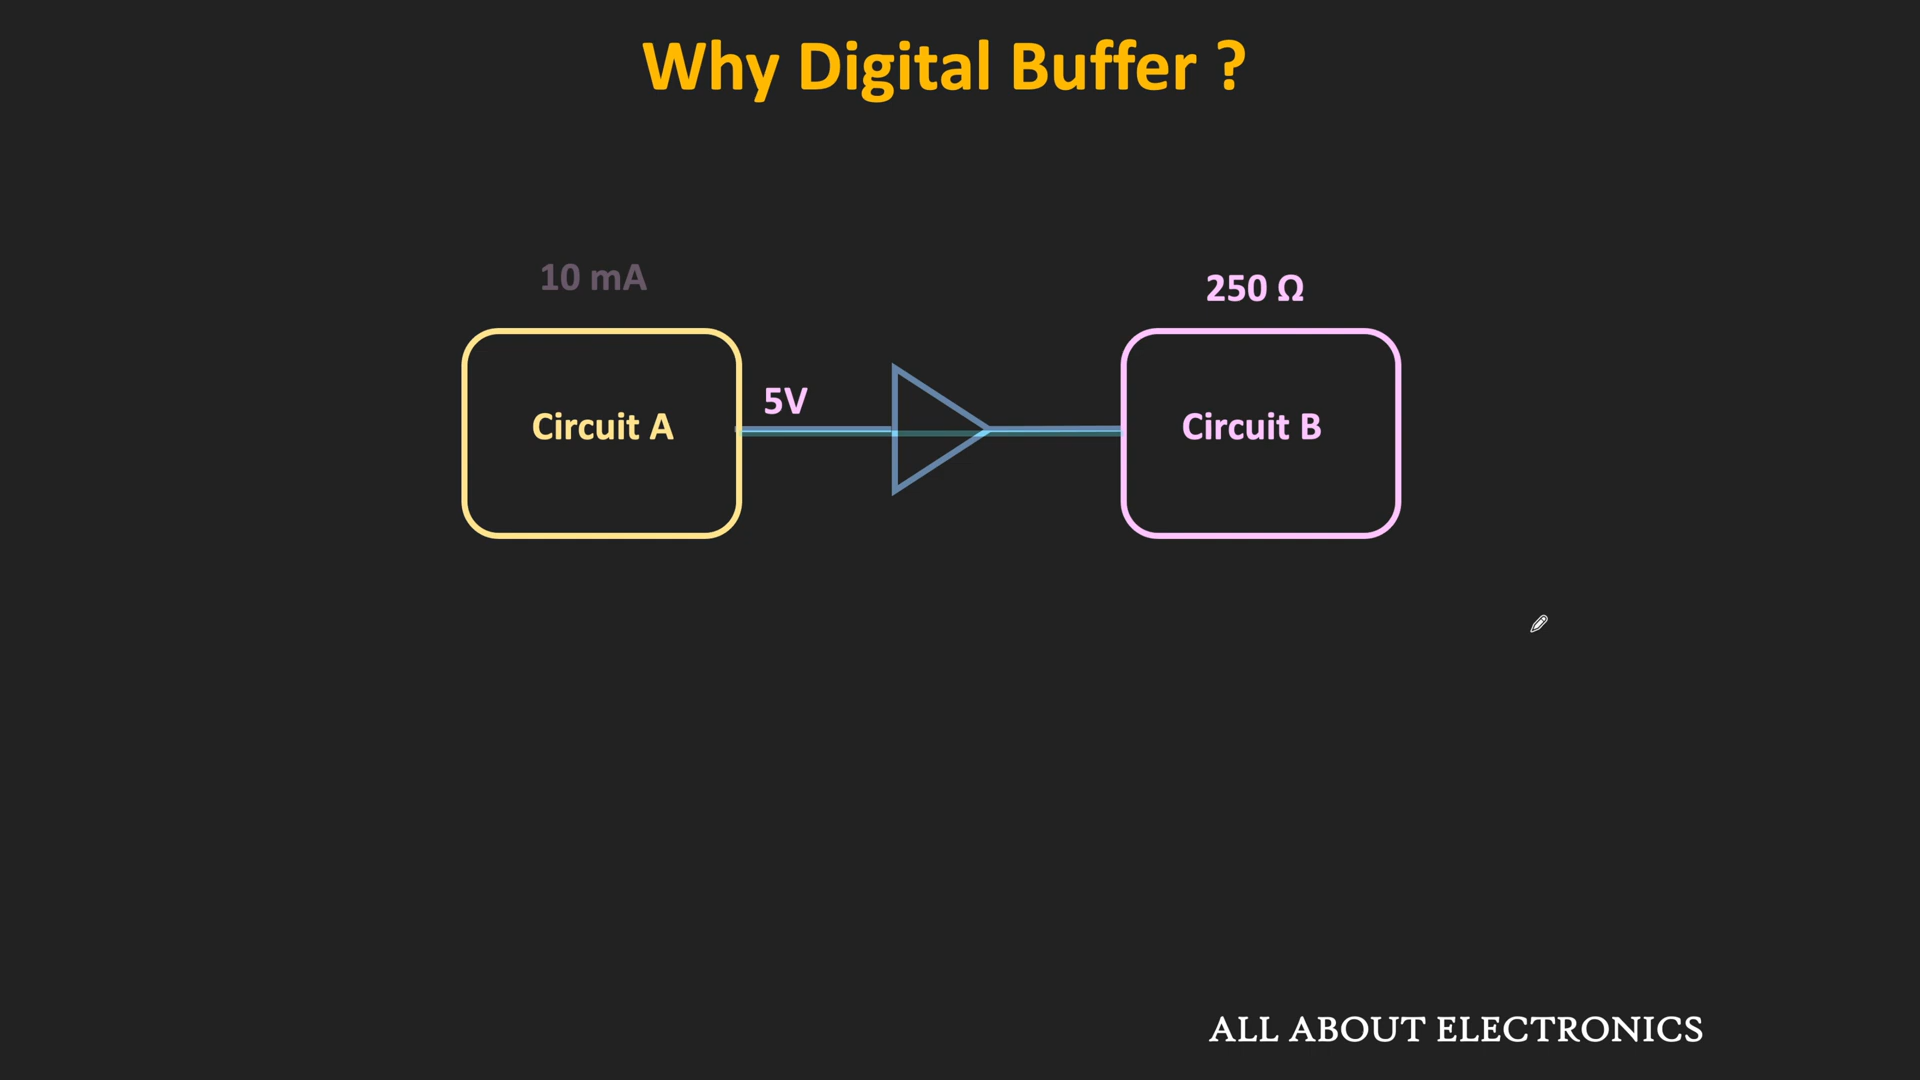 Why Digital Buffer ?
10 mA
250 Ω
5V
Circuit A
Circuit B
ALL ABOUT ELECTRONICS